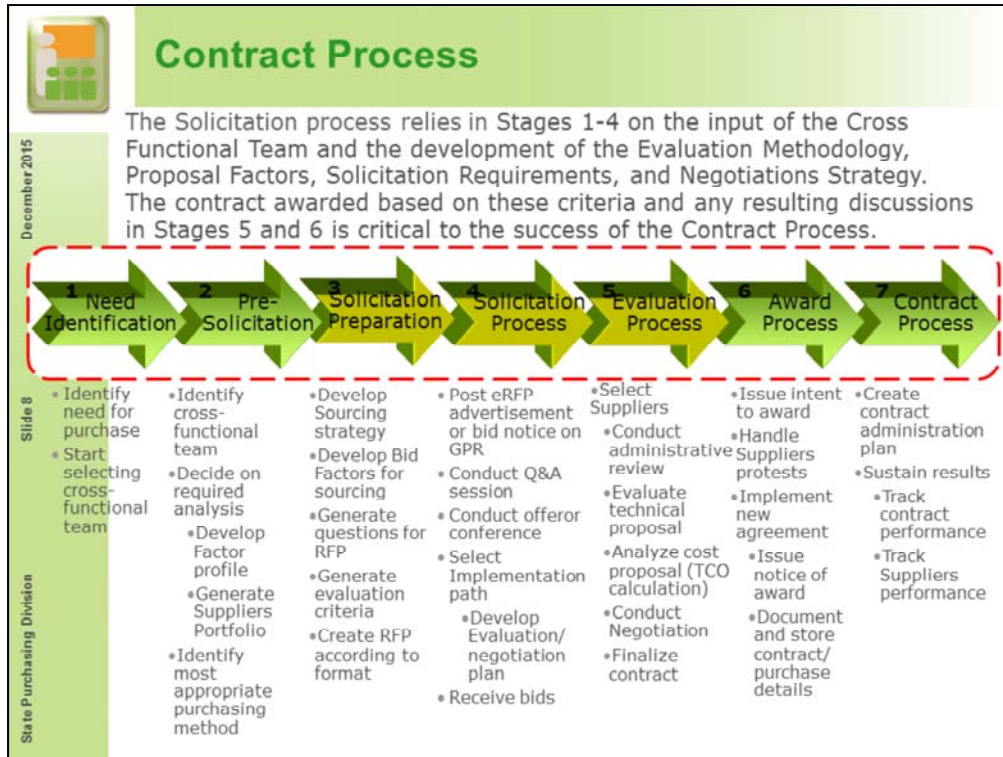 Contract Process
The Solicitation process relies in Stages 1-4 on the input of the Cross
Functional Team and the development of the Evaluation Methodology,
Proposal Factors, Solicitation Requirements, and Negotiations Strategy.
The contract awarded based on these criteria and any resulting discussions
in Stages 5 and 6 is critical to the success of the Contract Process.
December 2015
Slide 8
State Purchasing Division
1 Need
Identification
2 Pre-
Solicitation
3 Solicitation
Preparation
4 Solicitation
Process
5 Evaluation
Process
6 Award
Process
7 Contract
Process
• Identify
need for
purchase
• Start
selecting
cross-
functional
team
• Identify
cross-
functional
team
• Decide on
required
analysis
• Develop
Factor
profile
• Generate
Suppliers
Portfolio
• Identify
most
appropriate
purchasing
method
• Develop
Sourcing
strategy
• Develop Bid
Factors for
sourcing
• Generate
questions for
RFP
• Generate
evaluation
criteria
• Create RFP
according to
format
• Post eRFP
advertisement
or bid notice on
GPR
• Conduct Q&A
session
• Conduct offeror
conference
• Select
Implementation
path
• Develop
Evaluation/
negotiation
plan
• Receive bids
• Select
Suppliers
• Conduct
administrative
review
• Evaluate
technical
proposal
• Analyze cost
proposal (TCO
calculation)
• Conduct
Negotiation
• Finalize
contract
• Issue intent
to award
• Handle
Suppliers
protests
• Implement
new
agreement
• Issue
notice of
award
• Document
and store
contract/
purchase
details
• Create
contract
administration
plan
• Sustain results
• Track
contract
performance
• Track
Suppliers
performance